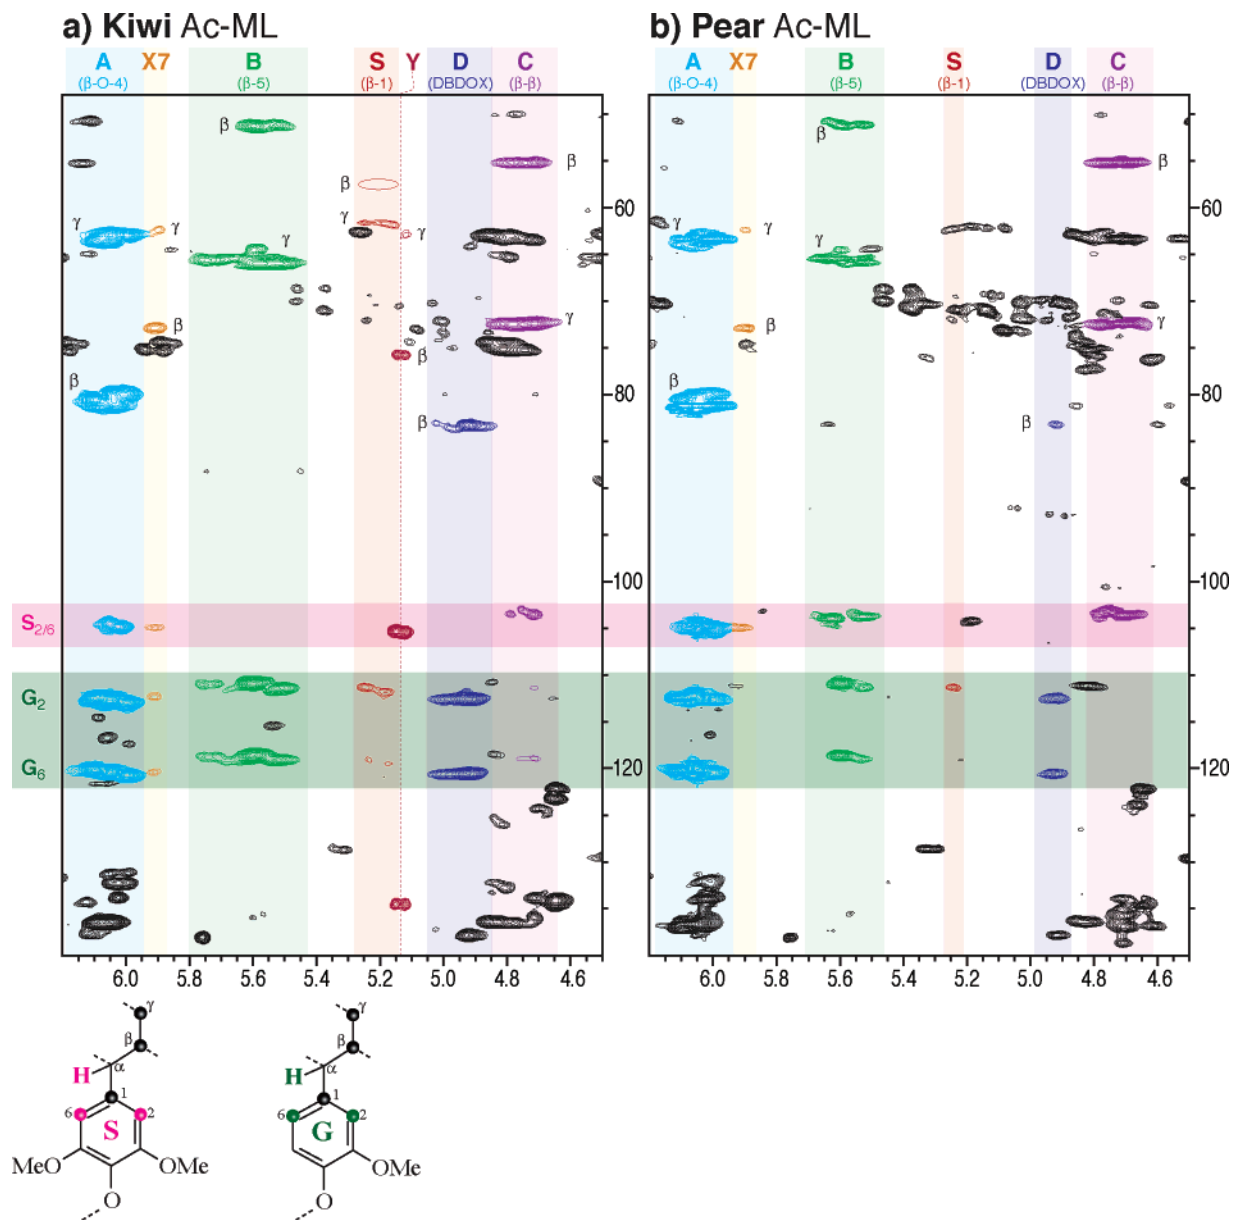 a) Kiwi Ac-ML
b) Pear Ac-ML
A X7 B S Y D C
(β-O-4) (β-5) (β-1) (DBDOX) (β-β)
A X7 B S D C
(β-O-4) (β-5) (β-1) (DBDOX) (β-β)
β β β β
γ γ γ γ γ
β β γ
β β
β β
γ γ γ
β γ
β β
60 60
80 80
100 100
120 120
S2/6
G2
G6
6.0 5.8 5.6 5.4 5.2 5.0 4.8 4.6
6.0 5.8 5.6 5.4 5.2 5.0 4.8 4.6
γ γ
β β
H α H α
1 1
6 2 6 2
S G
MeO OMe OMe
O O